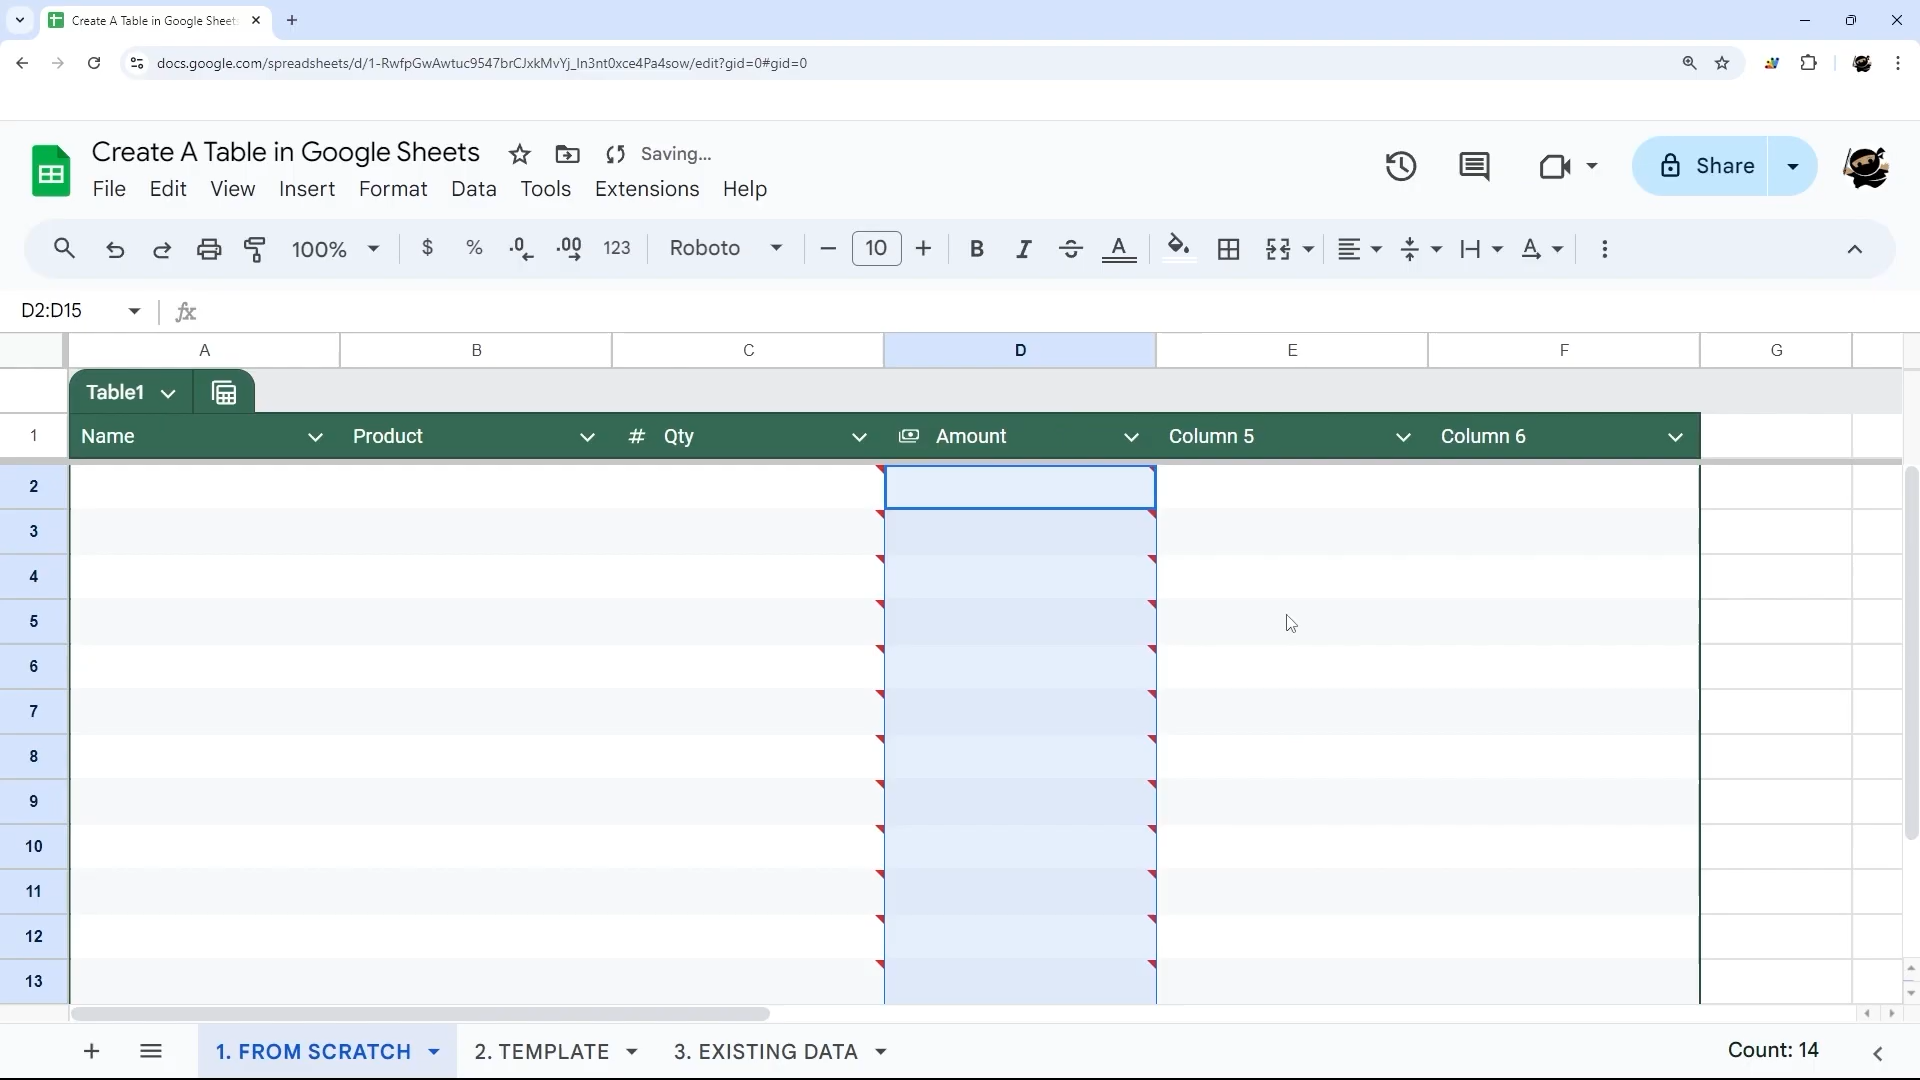 Create A Table in Google Sheet
docs.google.com/spreadsheets/d/1-RwfpGwAwtuc9547brCJxkMvYj_In3nt0xce4Pa4sow/edit?gid=0#gid=0
Create A Table in Google Sheets Saving...
File Edit View Insert Format Data Tools Extensions Help
Share
100% $ % .0 .00 123 Roboto 10 B I S A A
D2:D15 fx
A B C D E F G
Table1
1 Name Product # Qty Amount Column 5 Column 6
2
3
4
5
6
7
8
9
10
11
12
13
1. FROM SCRATCH 2. TEMPLATE 3. EXISTING DATA Count: 14